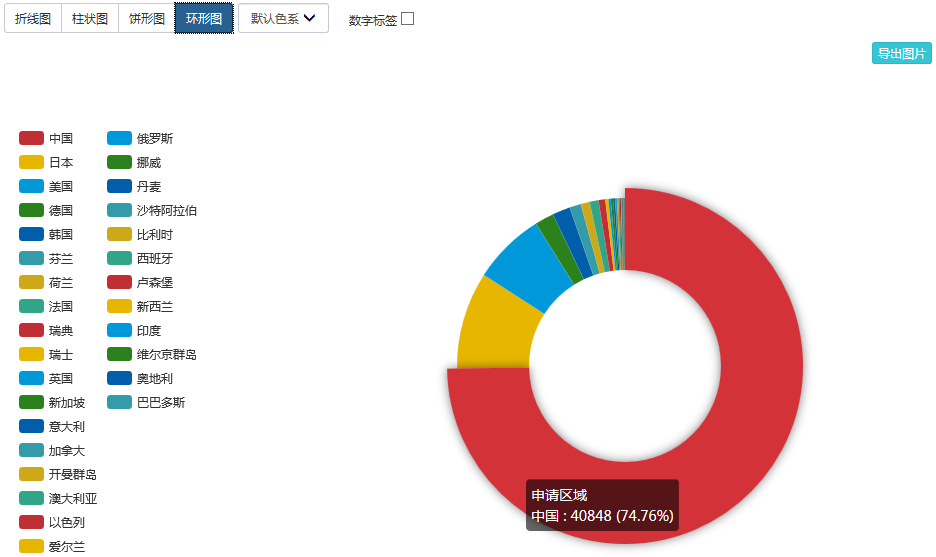 折线图 柱状图 饼形图 环形图 默认色系 数字标签
导出图片
中国 俄罗斯
日本 挪威
美国 丹麦
德国 沙特阿拉伯
韩国 比利时
芬兰 西班牙
荷兰 卢森堡
法国 新西兰
瑞典 印度
瑞士 维尔京群岛
英国 奥地利
新加坡 巴巴多斯
意大利
加拿大
开曼群岛
澳大利亚
以色列
爱尔兰
申请区域
中国 : 40848 (74.76%)